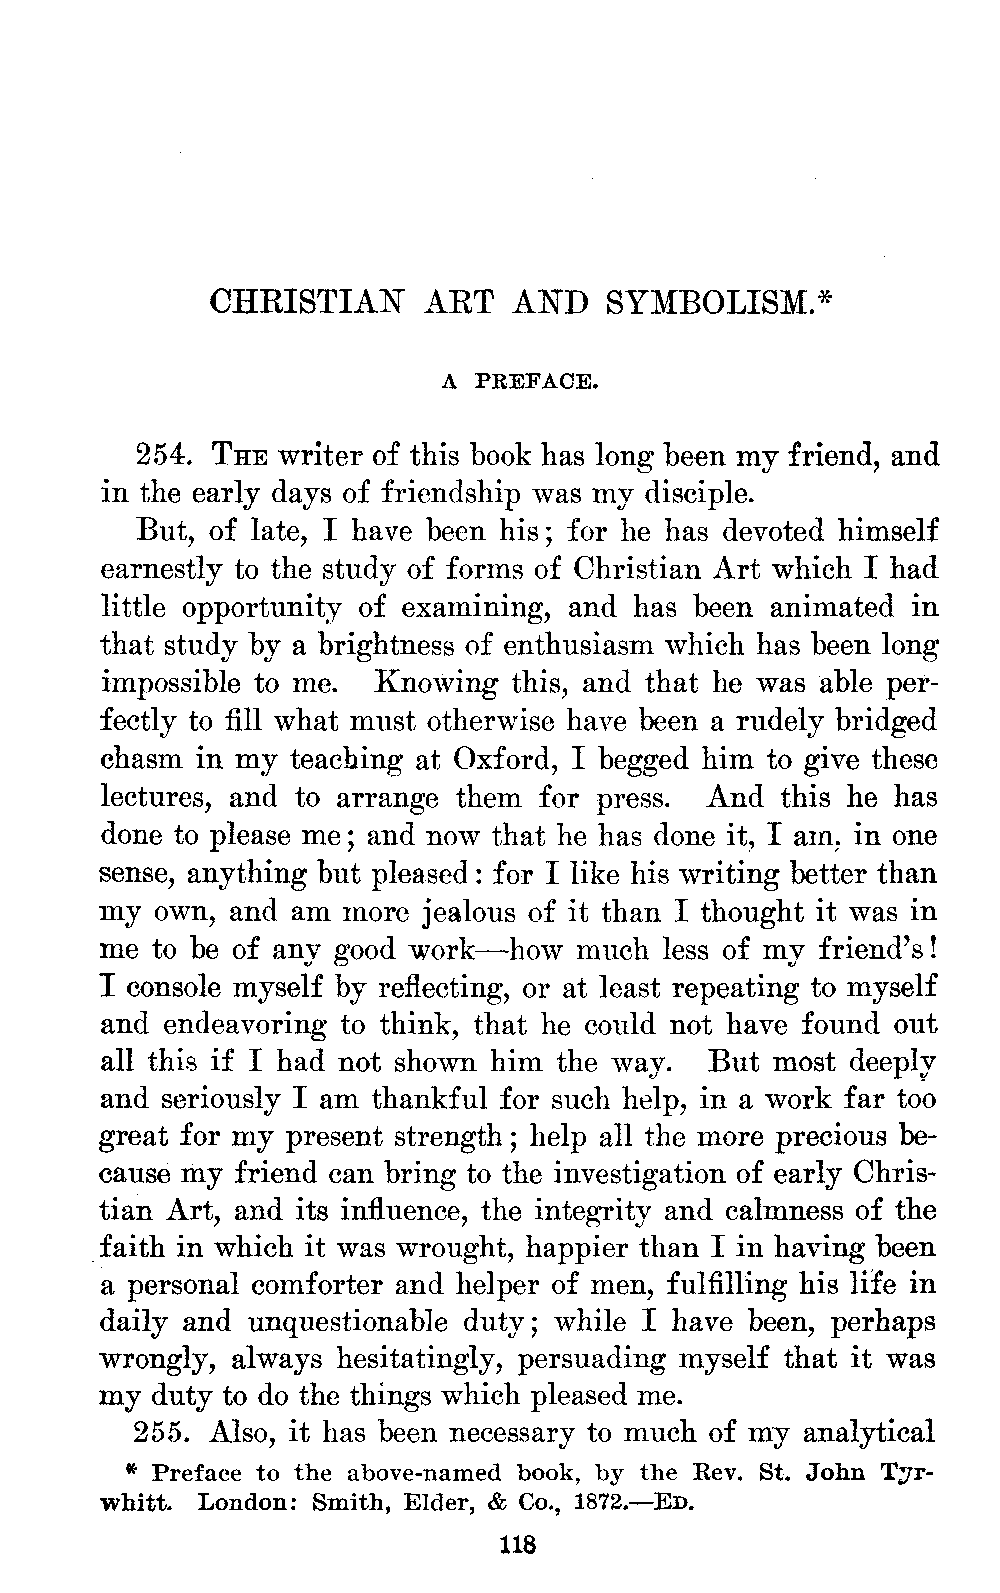 CHRISTIAN ART AND SYMBOLISM.*
A PREFACE.
254. THE writer of this book has long been my friend, and
in the early days of friendship was my disciple.
But, of late, I have been his; for he has devoted himself
earnestly to the study of forms of Christian Art which I had
little opportunity of examining, and has been animated in
that study by a brightness of enthusiasm which has been long
impossible to me. Knowing this, and that he was able per-
fectly to fill what must otherwise have been a rudely bridged
chasm in my teaching at Oxford, I begged him to give these
lectures, and to arrange them for press. And this he has
done to please me; and now that he has done it, I am, in one
sense, anything but pleased: for I like his writing better than
my own, and am more jealous of it than I thought it was in
me to be of any good work—how much less of my friend's!
I console myself by reflecting, or at least repeating to myself
and endeavoring to think, that he could not have found out
all this if I had not shown him the way. But most deeply
and seriously I am thankful for such help, in a work far too
great for my present strength; help all the more precious be-
cause my friend can bring to the investigation of early Chris-
tian Art, and its influence, the integrity and calmness of the
faith in which it was wrought, happier than I in having been
a personal comforter and helper of men, fulfilling his life in
daily and unquestionable duty; while I have been, perhaps
wrongly, always hesitatingly, persuading myself that it was
my duty to do the things which pleased me.
255. Also, it has been necessary to much of my analytical
* Preface to the above-named book, by the Rev. St. John Tyr-
whitt. London: Smith, Elder, & Co., 1872.—ED.
118